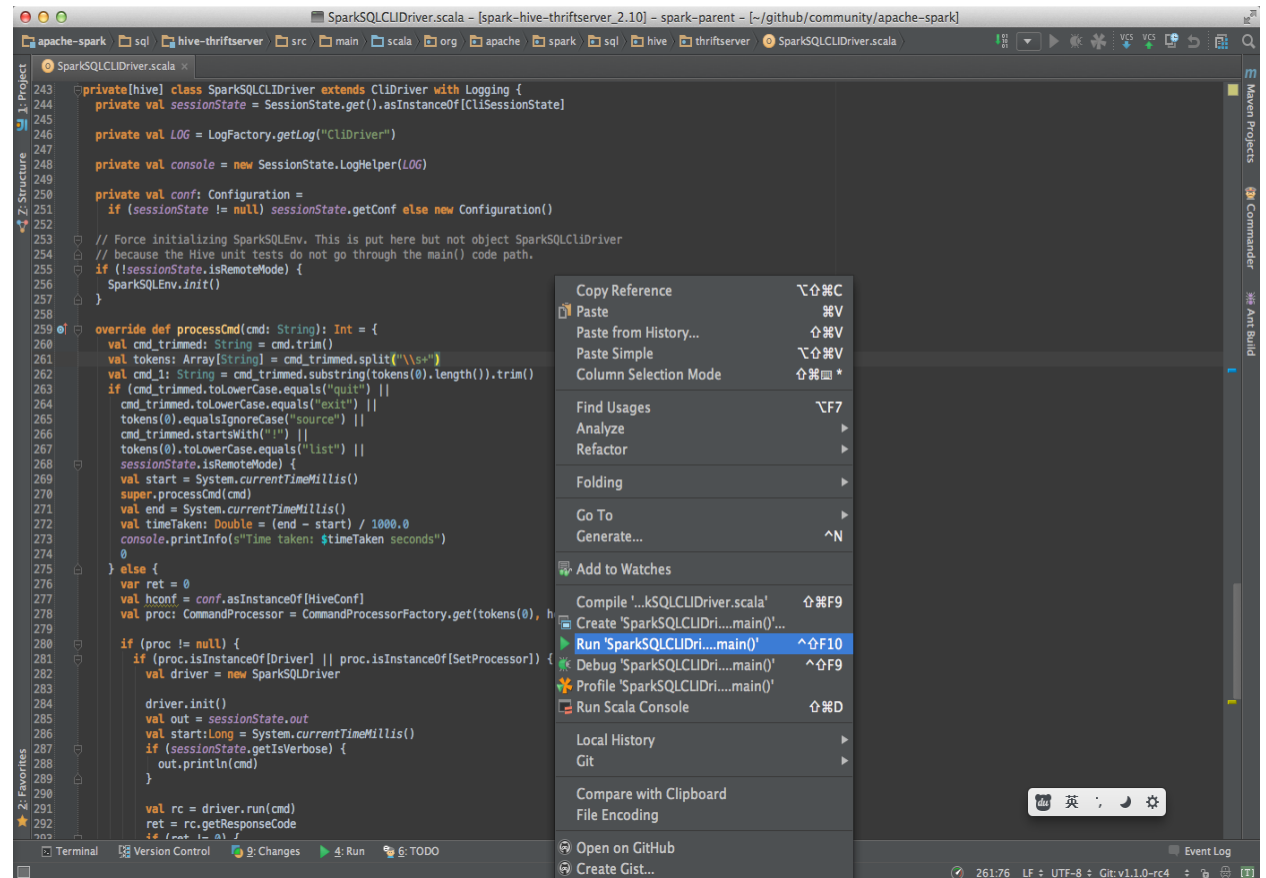 SparkSQLCLIDriver.scala - [spark-hive-thriftserver_2.10] - spark-parent - [~/github/community/apache-spark]
apache-spark sql hive-thriftserver src main scala org apache spark sql hive thriftserver SparkSQLCLIDriver.scala
VCS VCS
SparkSQLCLIDriver.scala ×
1: Project
Z: Structure
2: Favorites
m Maven Projects
Commander
Ant Build
243 private[hive] class SparkSQLCLIDriver extends CliDriver with Logging {
244 private val sessionState = SessionState.get().asInstanceOf[CliSessionState]
245
246 private val LOG = LogFactory.getLog("CliDriver")
247
248 private val console = new SessionState.LogHelper(LOG)
249
250 private val conf: Configuration =
251 if (sessionState != null) sessionState.getConf else new Configuration()
252
253 // Force initializing SparkSQLEnv. This is put here but not object SparkSQLCliDriver
254 // because the Hive unit tests do not go through the main() code path.
255 if (!sessionState.isRemoteMode) {
256 SparkSQLEnv.init()
257 }
258
259 override def processCmd(cmd: String): Int = {
260 val cmd_trimmed: String = cmd.trim()
261 val tokens: Array[String] = cmd_trimmed.split("\\s+")
262 val cmd_1: String = cmd_trimmed.substring(tokens(0).length()).trim()
263 if (cmd_trimmed.toLowerCase.equals("quit") ||
264 cmd_trimmed.toLowerCase.equals("exit") ||
265 tokens(0).equalsIgnoreCase("source") ||
266 cmd_trimmed.startsWith("!") ||
267 tokens(0).toLowerCase.equals("list") ||
268 sessionState.isRemoteMode) {
269 val start = System.currentTimeMillis()
270 super.processCmd(cmd)
271 val end = System.currentTimeMillis()
272 val timeTaken: Double = (end - start) / 1000.0
273 console.printInfo(s"Time taken: $timeTaken seconds")
274 0
275 } else {
276 var ret = 0
277 val hconf = conf.asInstanceOf[HiveConf]
278 val proc: CommandProcessor = CommandProcessorFactory.get(tokens(0), h
279
280 if (proc != null) {
281 if (proc.isInstanceOf[Driver] || proc.isInstanceOf[SetProcessor]) {
282 val driver = new SparkSQLDriver
283
284 driver.init()
285 val out = sessionState.out
286 val start:Long = System.currentTimeMillis()
287 if (sessionState.getIsVerbose) {
288 out.println(cmd)
289 }
290
291 val rc = driver.run(cmd)
292 ret = rc.getResponseCode
293 if (ret != 0) {
Copy Reference ⌥⇧⌘C
Paste ⌘V
Paste from History... ⇧⌘V
Paste Simple ⌥⇧⌘V
Column Selection Mode ⇧⌘⌨ *
Find Usages ⌥F7
Analyze
Refactor
Folding
Go To
Generate... ^N
Add to Watches
Compile '...kSQLCLIDriver.scala' ⇧⌘F9
Create 'SparkSQLCLIDri....main()'...
Run 'SparkSQLCLIDri....main()' ^⇧F10
Debug 'SparkSQLCLIDri....main()' ^⇧F9
Profile 'SparkSQLCLIDri....main()'
Run Scala Console ⇧⌘D
Local History
Git
Compare with Clipboard
File Encoding
Open on GitHub
Create Gist...
du 英
Terminal Version Control 9: Changes 4: Run 6: TODO Event Log
261:76 LF UTF-8 Git: v1.1.0-rc4 [T]